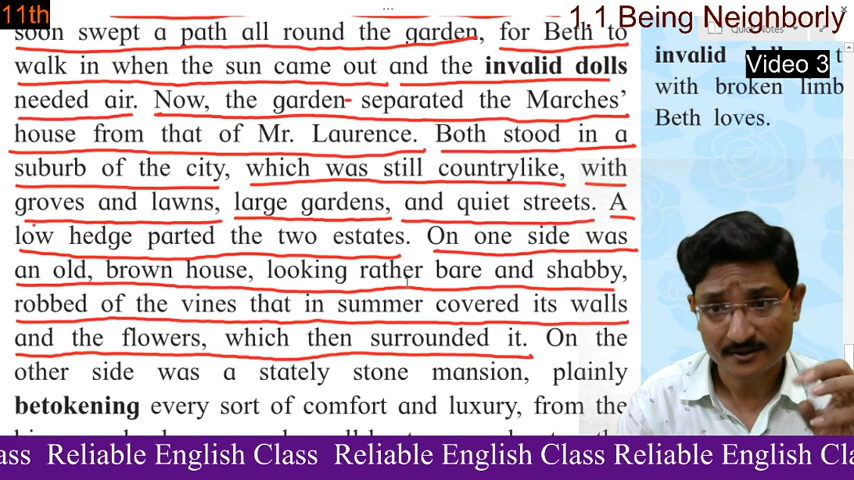 11th
1.1 Being Neighborly
Quick Notes
Video 3
soon swept a path all round the garden, for Beth to
walk in when the sun came out and the invalid dolls
needed air. Now, the garden- separated the Marches’
house from that of Mr. Laurence. Both stood in a
suburb of the city, which was still countrylike, with
groves and lawns, large gardens, and quiet streets. A
low hedge parted the two estates. On one side was
an old, brown house, looking rather bare and shabby,
robbed of the vines that in summer covered its walls
and the flowers, which then surrounded it. On the
other side was a stately stone mansion, plainly
betokening every sort of comfort and luxury, from the
invalid
with broken limb
Beth loves.
ass Reliable English Class Reliable English Class Reliable English Cla